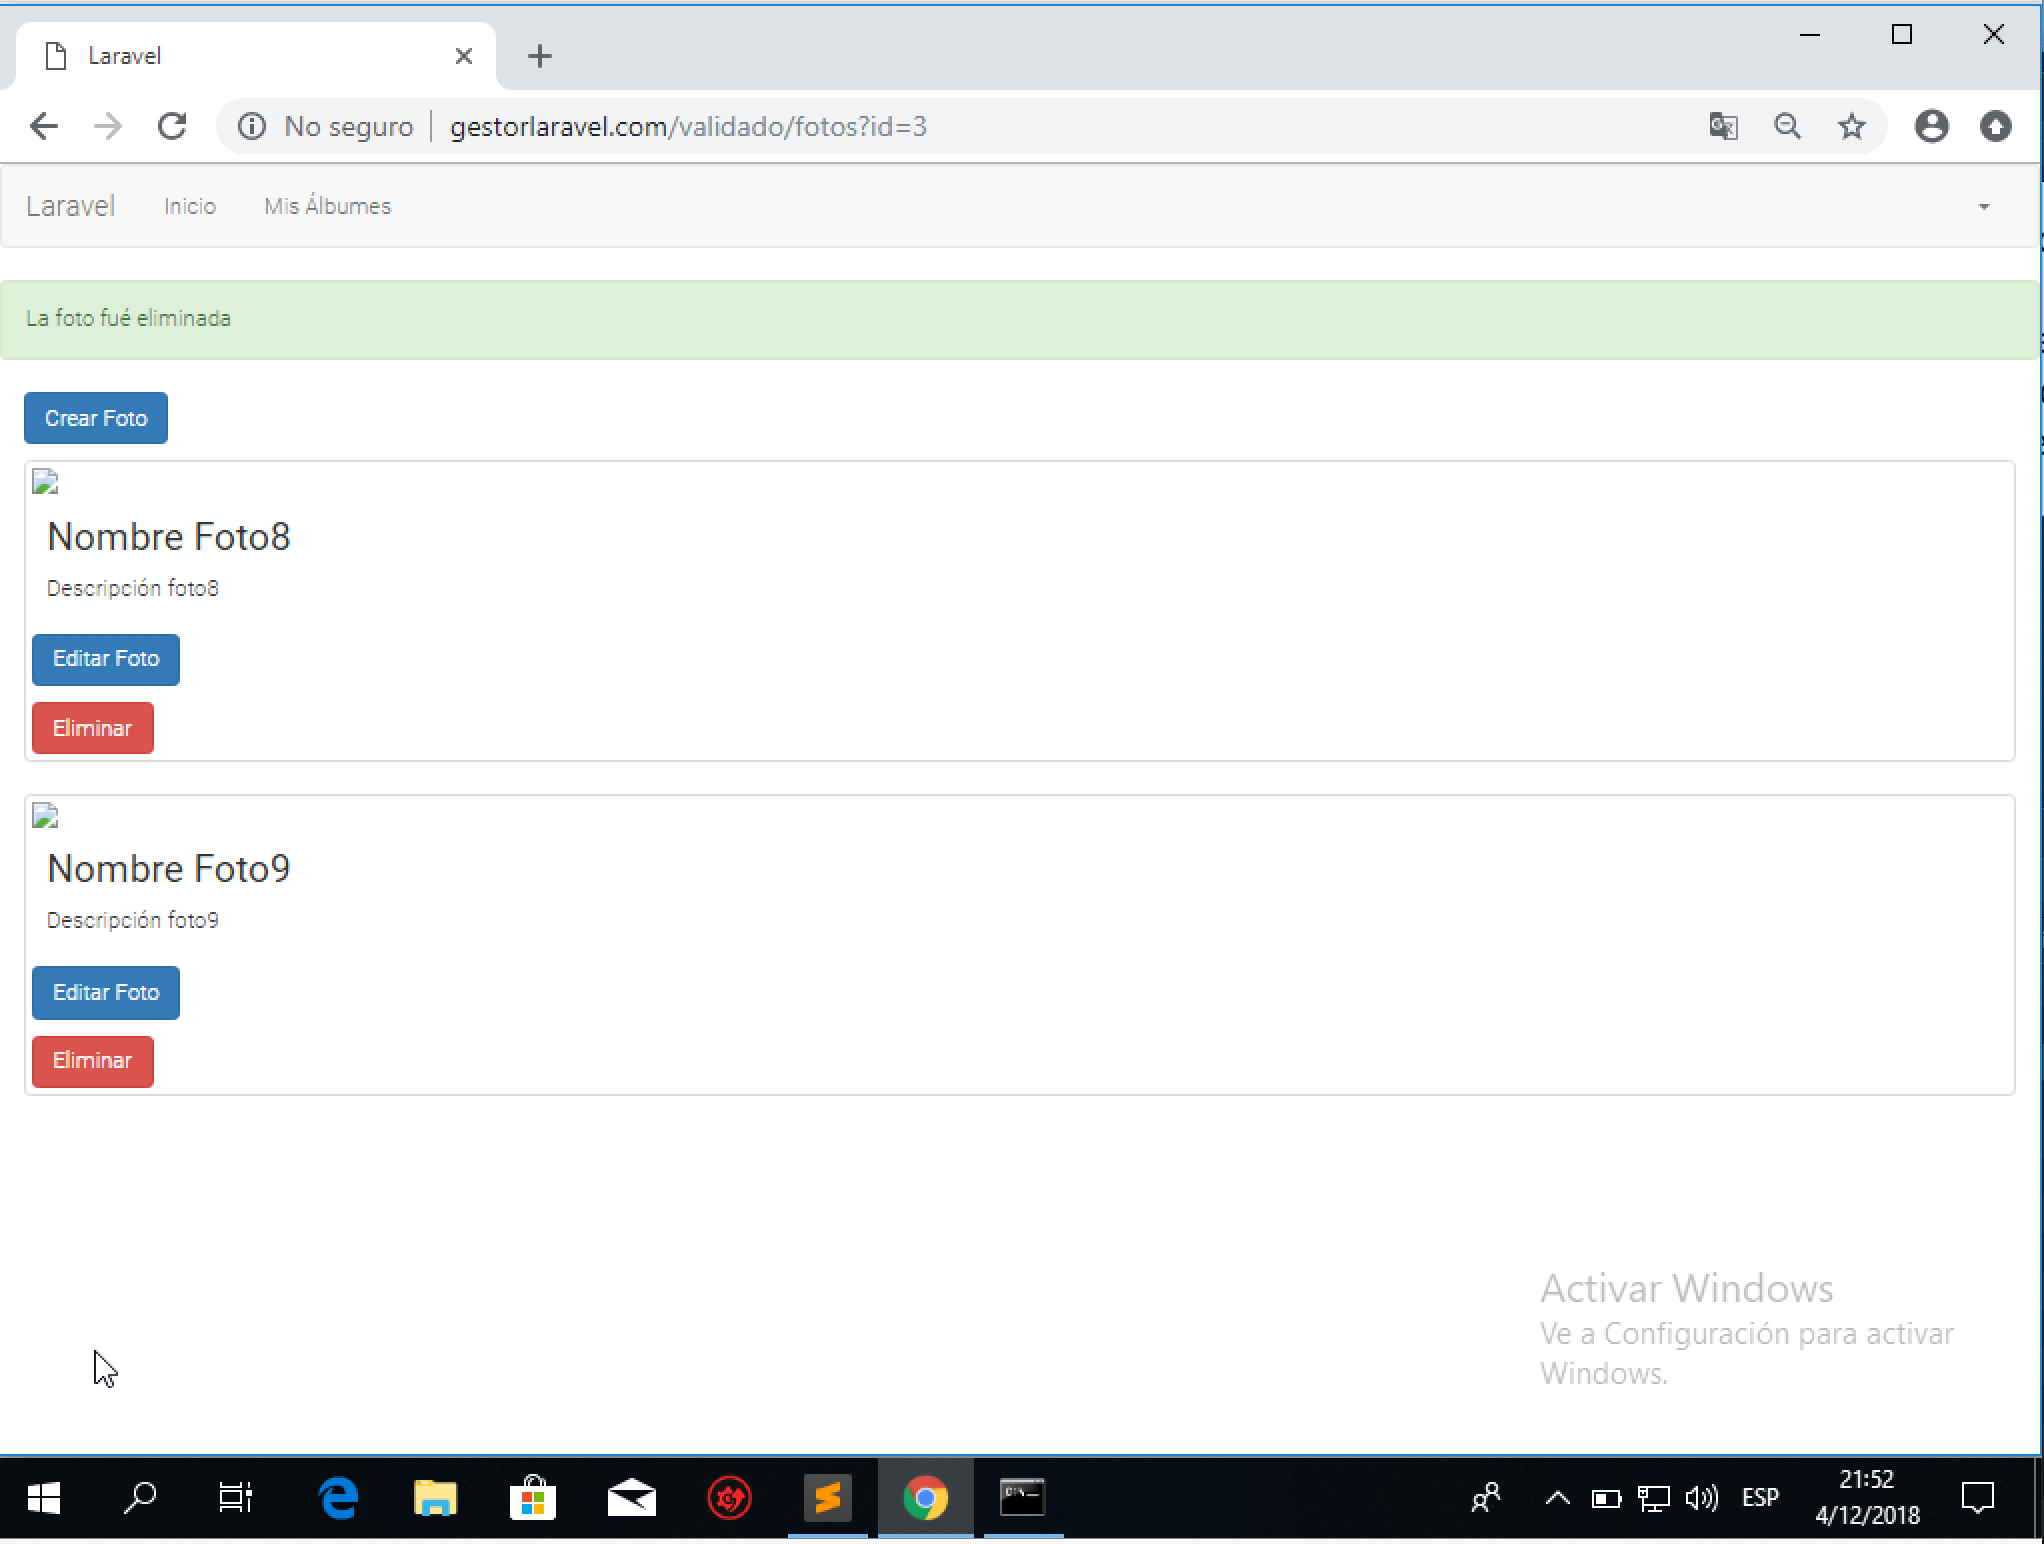 Laravel
No seguro
gestorlaravel.com/validado/fotos?id=3
Laravel Inicio Mis Álbumes
La foto fué eliminada
Crear Foto
Nombre Foto8
Descripción foto8
Editar Foto
Eliminar
Nombre Foto9
Descripción foto9
Editar Foto
Eliminar
Activar Windows
Ve a Configuración para activar
Windows.
ESP
21:52
4/12/2018